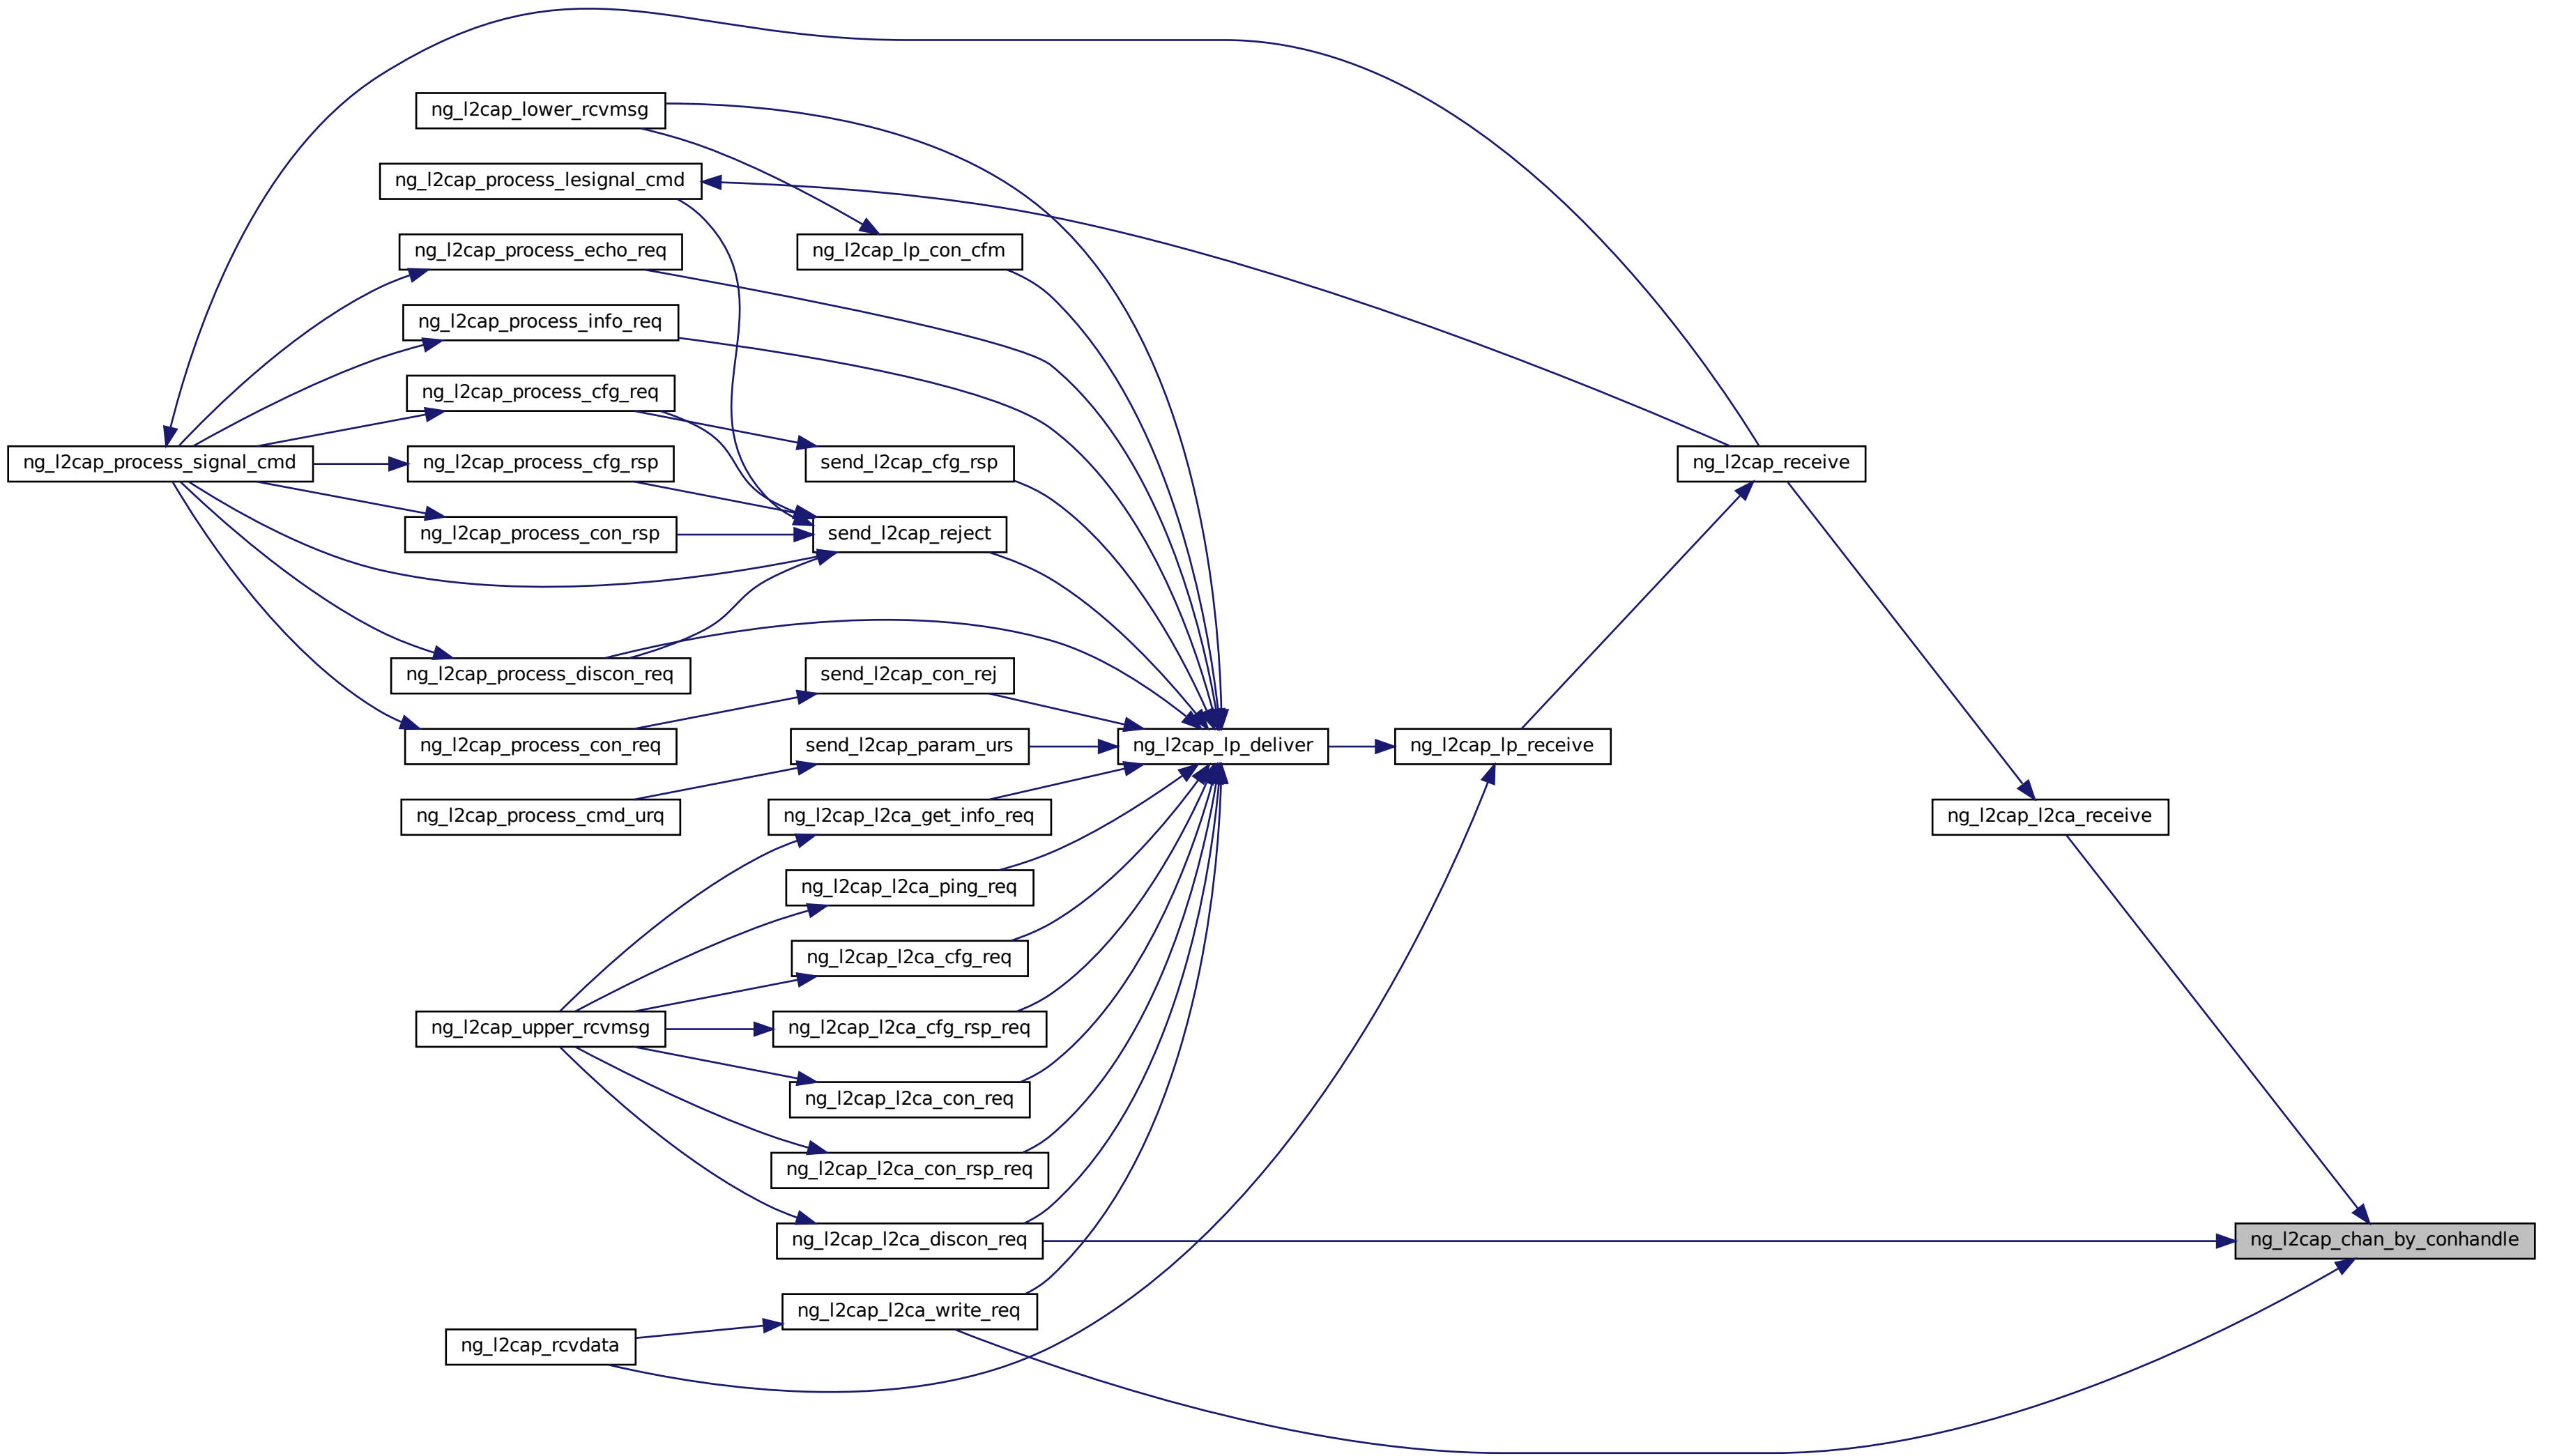 ng_l2cap_lower_rcvmsg
ng_l2cap_process_lesignal_cmd
ng_l2cap_process_echo_req
ng_l2cap_lp_con_cfm
ng_l2cap_process_info_req
ng_l2cap_process_cfg_req
ng_l2cap_process_signal_cmd
ng_l2cap_process_cfg_rsp
send_l2cap_cfg_rsp
ng_l2cap_receive
ng_l2cap_process_con_rsp
send_l2cap_reject
ng_l2cap_process_discon_req
send_l2cap_con_rej
ng_l2cap_process_con_req
send_l2cap_param_urs
ng_l2cap_lp_deliver
ng_l2cap_lp_receive
ng_l2cap_process_cmd_urq
ng_l2cap_l2ca_get_info_req
ng_l2cap_l2ca_receive
ng_l2cap_l2ca_ping_req
ng_l2cap_l2ca_cfg_req
ng_l2cap_upper_rcvmsg
ng_l2cap_l2ca_cfg_rsp_req
ng_l2cap_l2ca_con_req
ng_l2cap_l2ca_con_rsp_req
ng_l2cap_l2ca_discon_req
ng_l2cap_chan_by_conhandle
ng_l2cap_l2ca_write_req
ng_l2cap_rcvdata